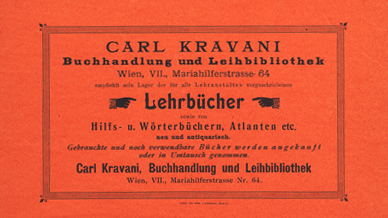 CARL KRAVANI
Buchhandlung und Leihbibliothek
Wien, VII., Mariahilferstrasse 64
empfiehlt sein Lager der für alle Lehranstalten vorgeschriebenen
Lehrbücher
sowie von
Hilfs- u. Wörterbüchern, Atlanten etc.
neu und antiquarisch.
Gebrauchte und noch verwendbare Bücher werden angekauft
oder in Umtausch genommen.
Carl Kravani, Buchhandlung und Leihbibliothek
Wien, VII., Mariahilferstrasse Nr. 64.